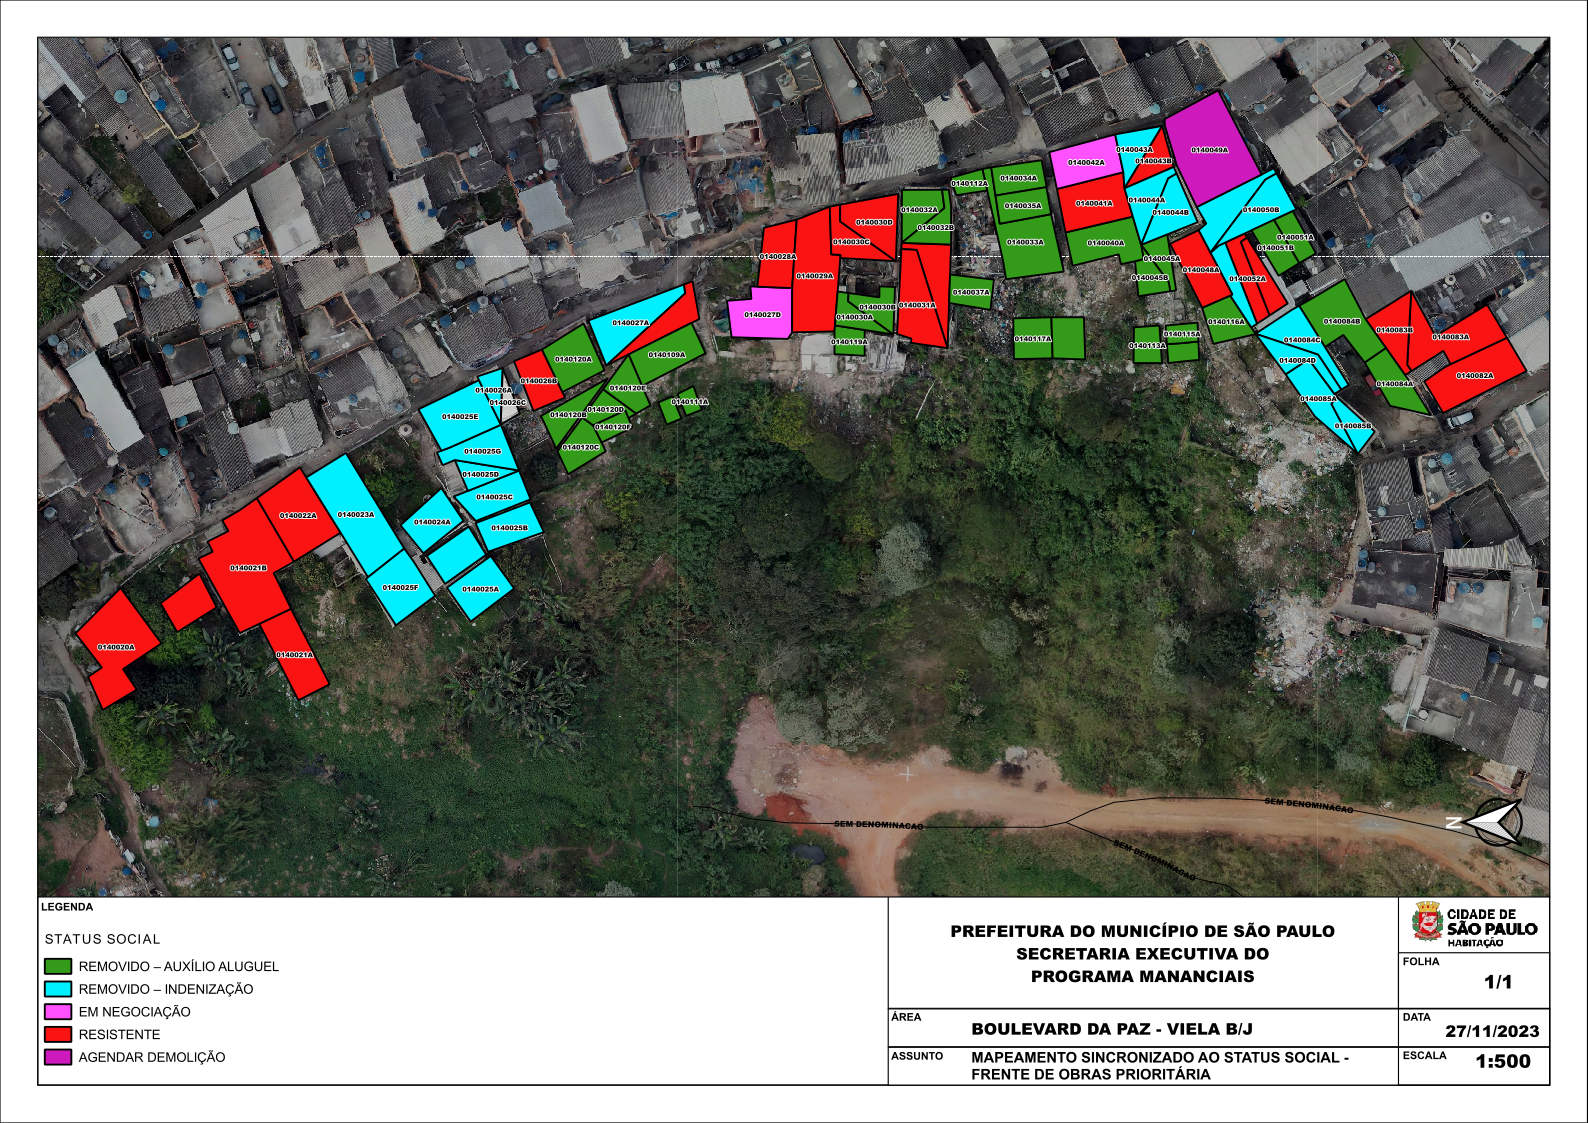 SEM DENOMINACAO
0140049A
0140043A
0140043B
0140042A
0140112A
0140034A
0140041A
0140044A
0140044B
0140035A
0140032A
0140032B
0140050B
0140030D
0140030C
0140033A
0140040A
0140051A
0140051B
0140028A
0140029A
0140045A
0140045B
0140048A
0140052A
0140037A
0140031A
0140030B
0140030A
0140027D
0140027A
0140116A
0140084B
0140083B
0140083A
0140115A
0140113A
0140117A
0140119A
0140084C
0140084D
0140109A
0140120A
0140026B
0140082A
0140084A
0140085A
0140085B
0140026A
0140026C
0140120E
0140111A
0140120D
0140120B
0140120F
0140120C
0140025E
0140025G
0140025D
0140025C
0140025B
0140024A
0140023A
0140022A
0140021B
0140025F
0140025A
0140020A
0140021A
SEM DENOMINACAO
SEM DENOMINACAO
SEM DENOMINACAO
N
LEGENDA
STATUS SOCIAL
REMOVIDO – AUXÍLIO ALUGUEL
REMOVIDO – INDENIZAÇÃO
EM NEGOCIAÇÃO
RESISTENTE
AGENDAR DEMOLIÇÃO
PREFEITURA DO MUNICÍPIO DE SÃO PAULO
SECRETARIA EXECUTIVA DO
PROGRAMA MANANCIAIS
ÁREA
BOULEVARD DA PAZ - VIELA B/J
ASSUNTO
MAPEAMENTO SINCRONIZADO AO STATUS SOCIAL -
FRENTE DE OBRAS PRIORITÁRIA
CIDADE DE
SÃO PAULO
HABITAÇÃO
FOLHA
1/1
DATA
27/11/2023
ESCALA
1:500